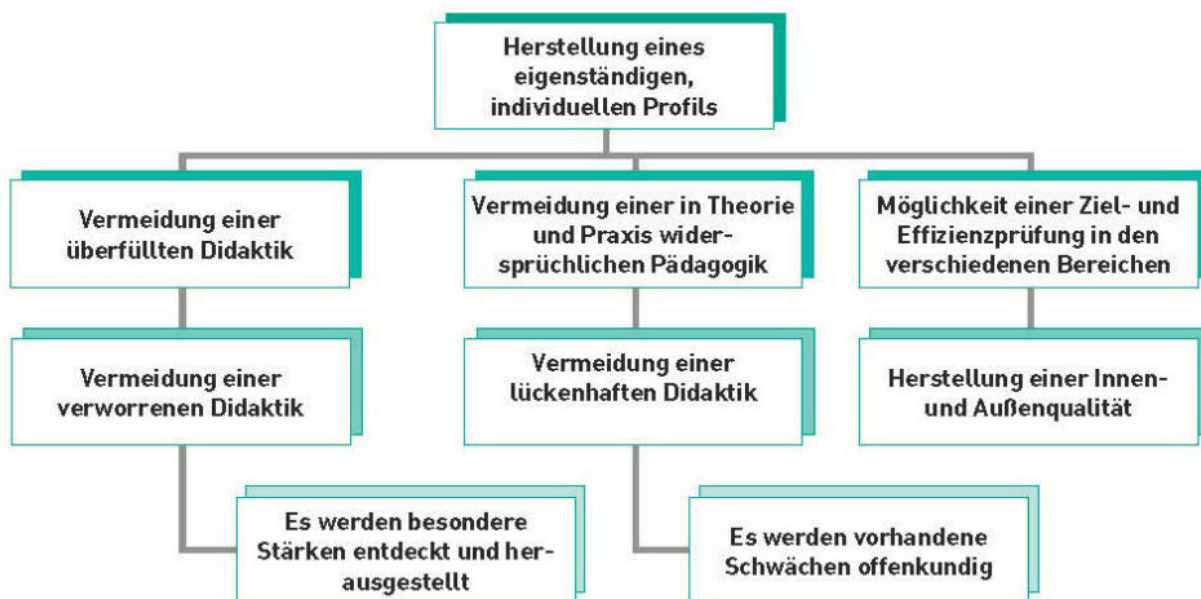 Herstellung eines
eigenständigen,
individuellen Profils
Vermeidung einer
überfüllten Didaktik
Vermeidung einer in Theorie
und Praxis wider-
sprüchlichen Pädagogik
Möglichkeit einer Ziel- und
Effizienzprüfung in den
verschiedenen Bereichen
Vermeidung einer
verworrenen Didaktik
Vermeidung einer
lückenhaften Didaktik
Herstellung einer Innen-
und Außenqualität
Es werden besondere
Stärken entdeckt und her-
ausgestellt
Es werden vorhandene
Schwächen offenkundig